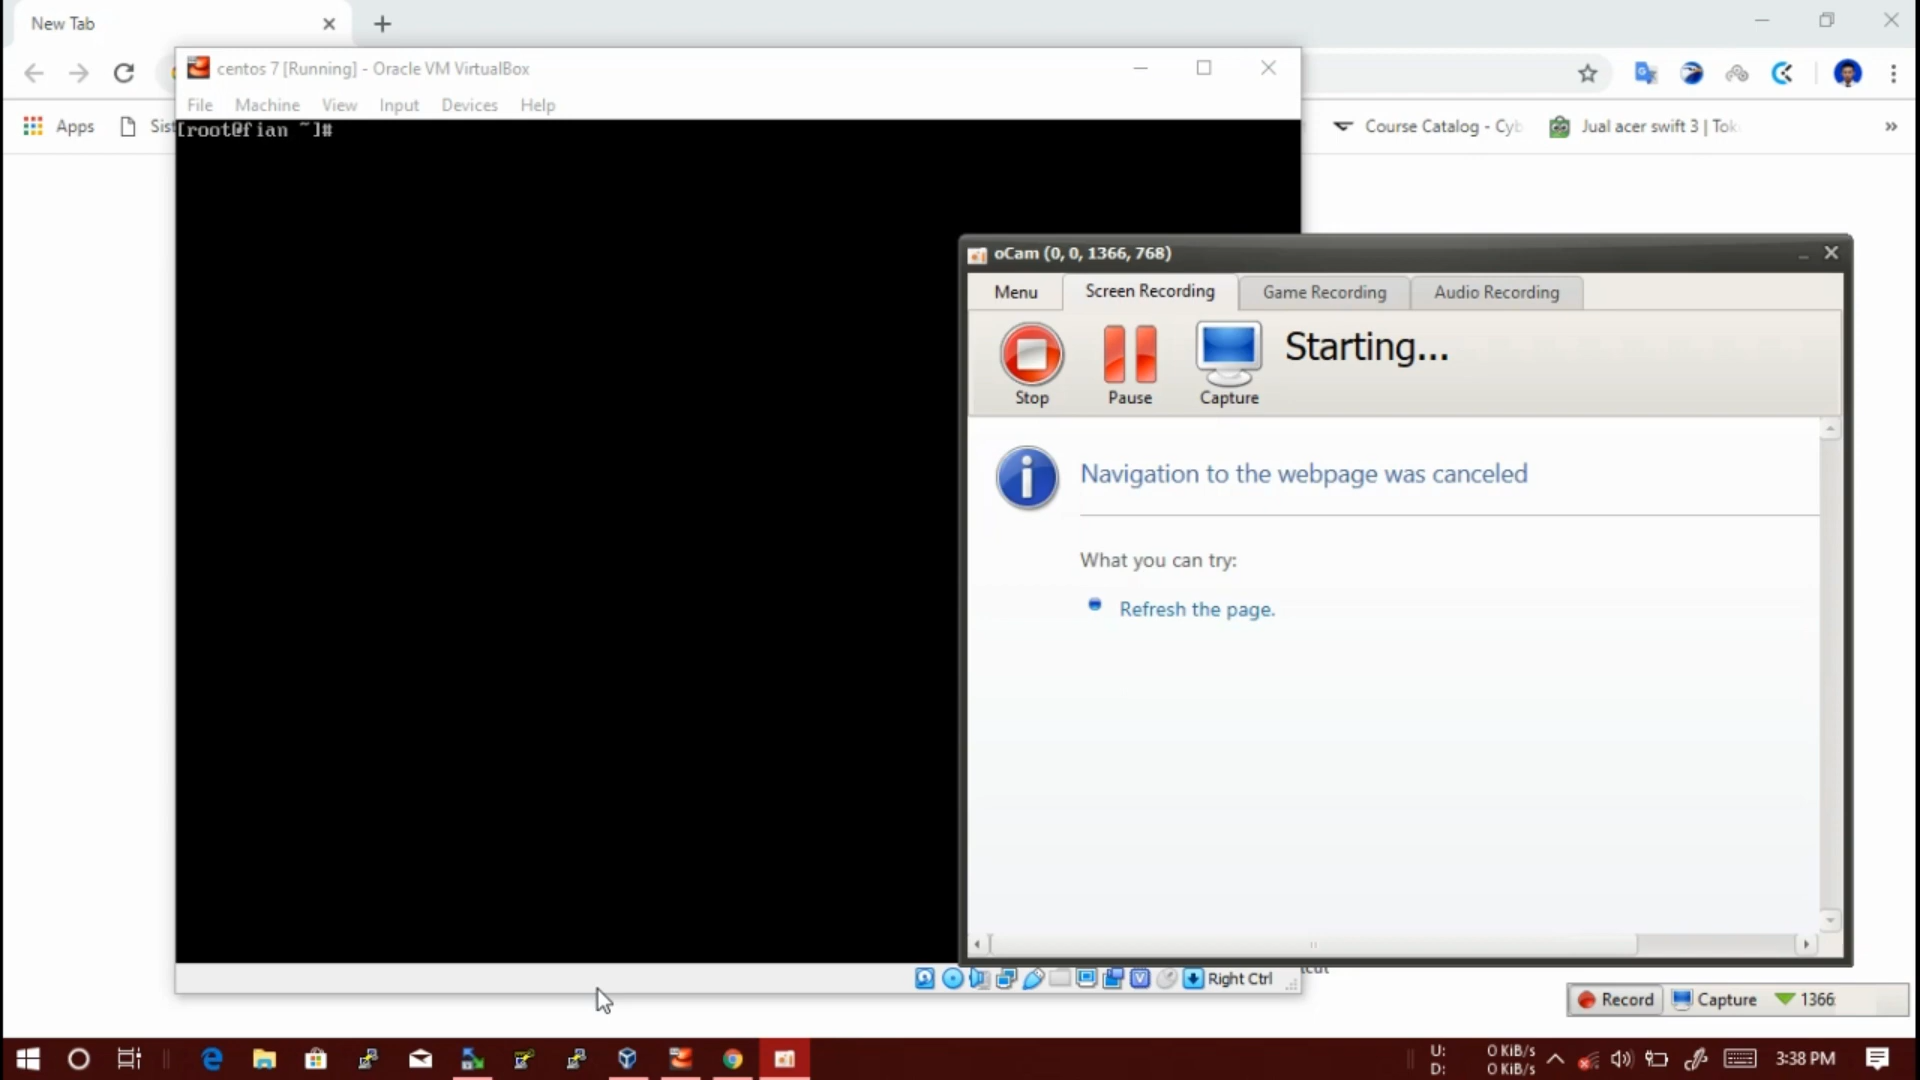 New Tab
centos 7 [Running] - Oracle VM VirtualBox
File Machine View Input Devices Help
Apps
Sist
Course Catalog - Cyb
Jual acer swift 3 | Tok
[root@fian ~]#
oCam (0, 0, 1366, 768)
Menu Screen Recording Game Recording Audio Recording
Starting...
Stop Pause Capture
Navigation to the webpage was canceled
What you can try:
Refresh the page.
Right Ctrl
Record Capture 1366
U: 0 KiB/s
D: 0 KiB/s
3:38 PM